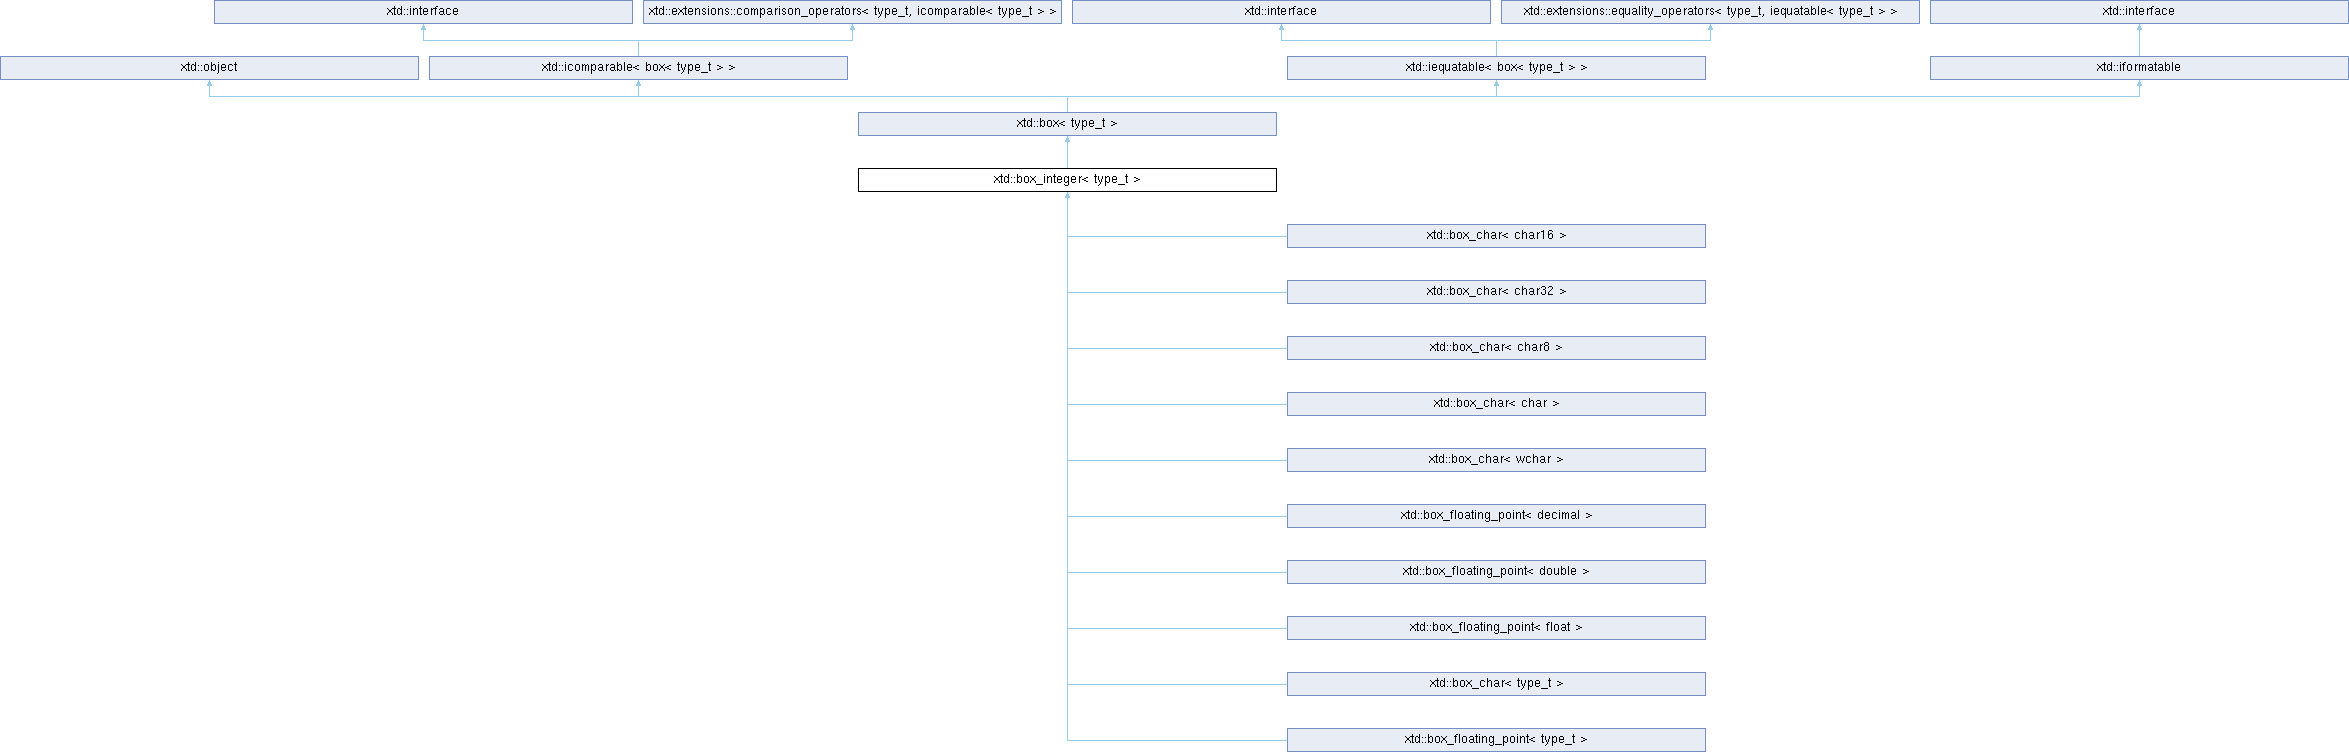 xtd::interface
xtd::extensions::comparison_operators< type_t, icomparable< type_t > >
xtd::interface
xtd::extensions::equality_operators< type_t, iequatable< type_t > >
xtd::interface
xtd::object
xtd::icomparable< box< type_t > >
xtd::iequatable< box< type_t > >
xtd::iformatable
xtd::box< type_t >
xtd::box_integer< type_t >
xtd::box_char< char16 >
xtd::box_char< char32 >
xtd::box_char< char8 >
xtd::box_char< char >
xtd::box_char< wchar >
xtd::box_floating_point< decimal >
xtd::box_floating_point< double >
xtd::box_floating_point< float >
xtd::box_char< type_t >
xtd::box_floating_point< type_t >